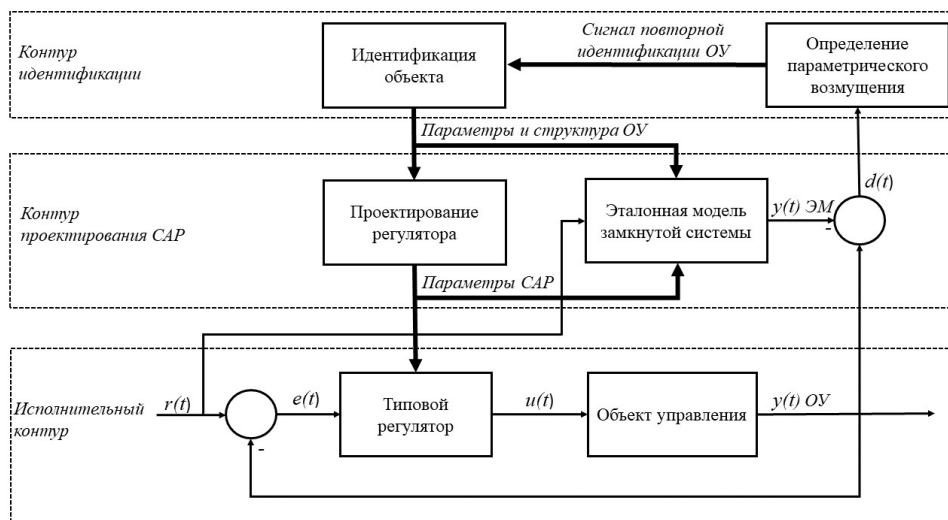 Контур
идентификации
Идентификация
объекта
Сигнал повторной
идентификации ОУ
Определение
параметрического
возмущения
Параметры и структура ОУ
d(t)
Контур
проектирования САР
Проектирование
регулятора
Эталонная модель
замкнутой системы
y(t) ЭМ
-
Параметры САР
Исполнительный
контур
r(t)
-
e(t)
Типовой
регулятор
u(t)
Объект управления
y(t) ОУ